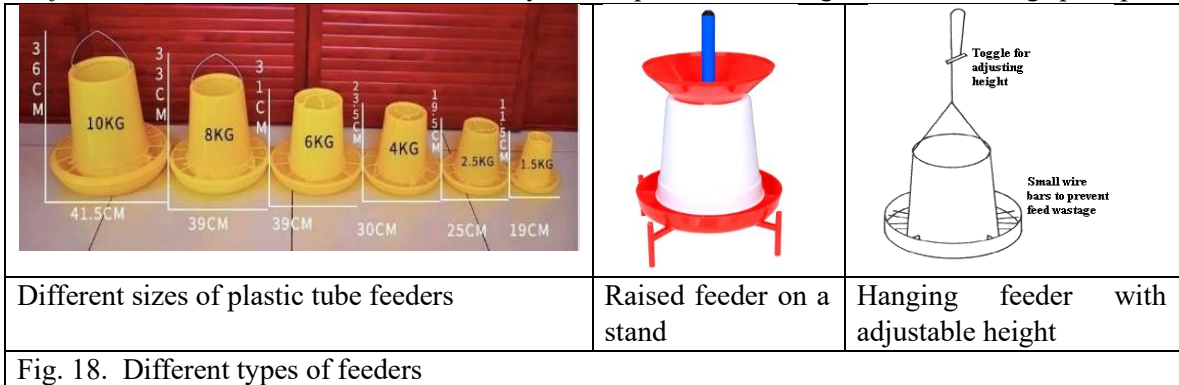 36CM
10KG
41.5CM
33CM
8KG
39CM
31CM
6KG
39CM
23.5CM
4KG
30CM
19.5CM
2.5KG
25CM
11.5CM
1.5KG
19CM
Toggle for
adjusting
height
Small wire
bars to prevent
feed wastage
Different sizes of plastic tube feeders
Raised feeder on a
stand
Hanging feeder with
adjustable height
Fig. 18. Different types of feeders